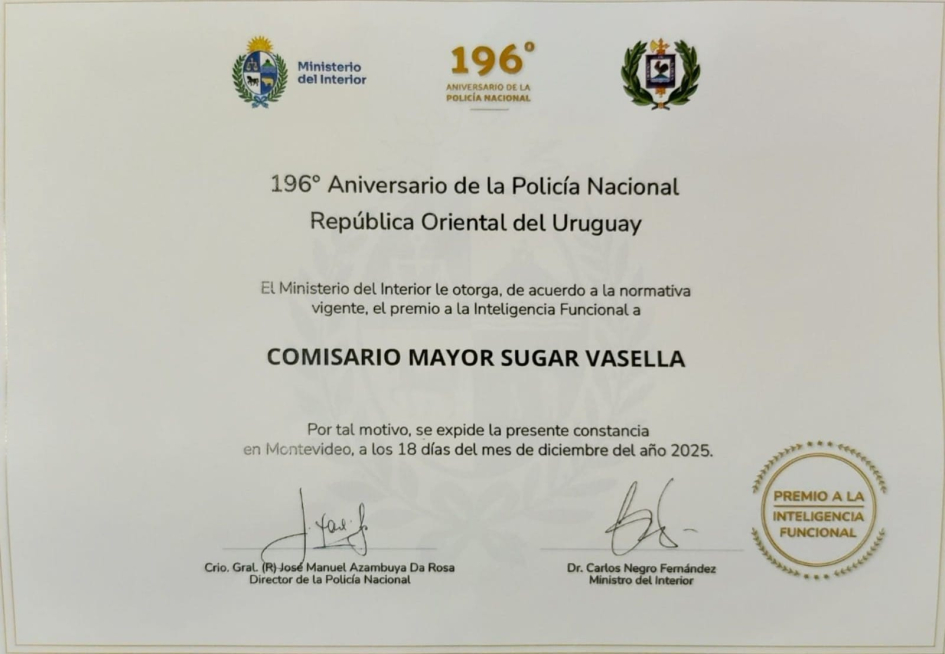 Ministerio
del Interior
196°
ANIVERSARIO DE LA
POLICÍA NACIONAL
196° Aniversario de la Policía Nacional
República Oriental del Uruguay
El Ministerio del Interior le otorga, de acuerdo a la normativa
vigente, el premio a la Inteligencia Funcional a
COMISARIO MAYOR SUGAR VASELLA
Por tal motivo, se expide la presente constancia
en Montevideo, a los 18 días del mes de diciembre del año 2025.
Crio. Gral. (R) José Manuel Azambuya Da Rosa
Director de la Policía Nacional
Dr. Carlos Negro Fernández
Ministro del Interior
PREMIO A LA
INTELIGENCIA
FUNCIONAL